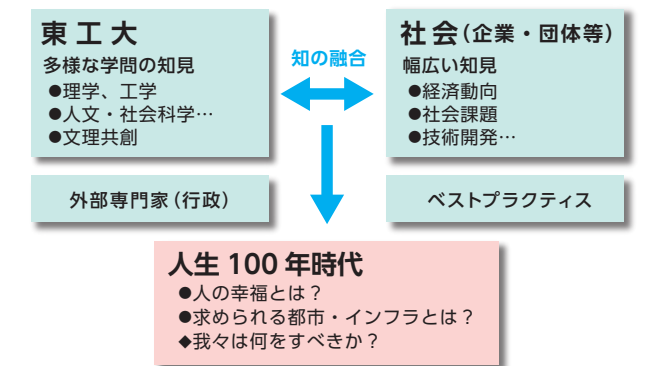 東工大
多様な学問の知見
●理学、工学
●人文・社会科学…
●文理共創
知の融合
社会（企業・団体等）
幅広い知見
●経済動向
●社会課題
●技術開発…
外部専門家（行政）
ベストプラクティス
人生 100 年時代
●人の幸福とは？
●求められる都市・インフラとは？
◆我々は何をすべきか？